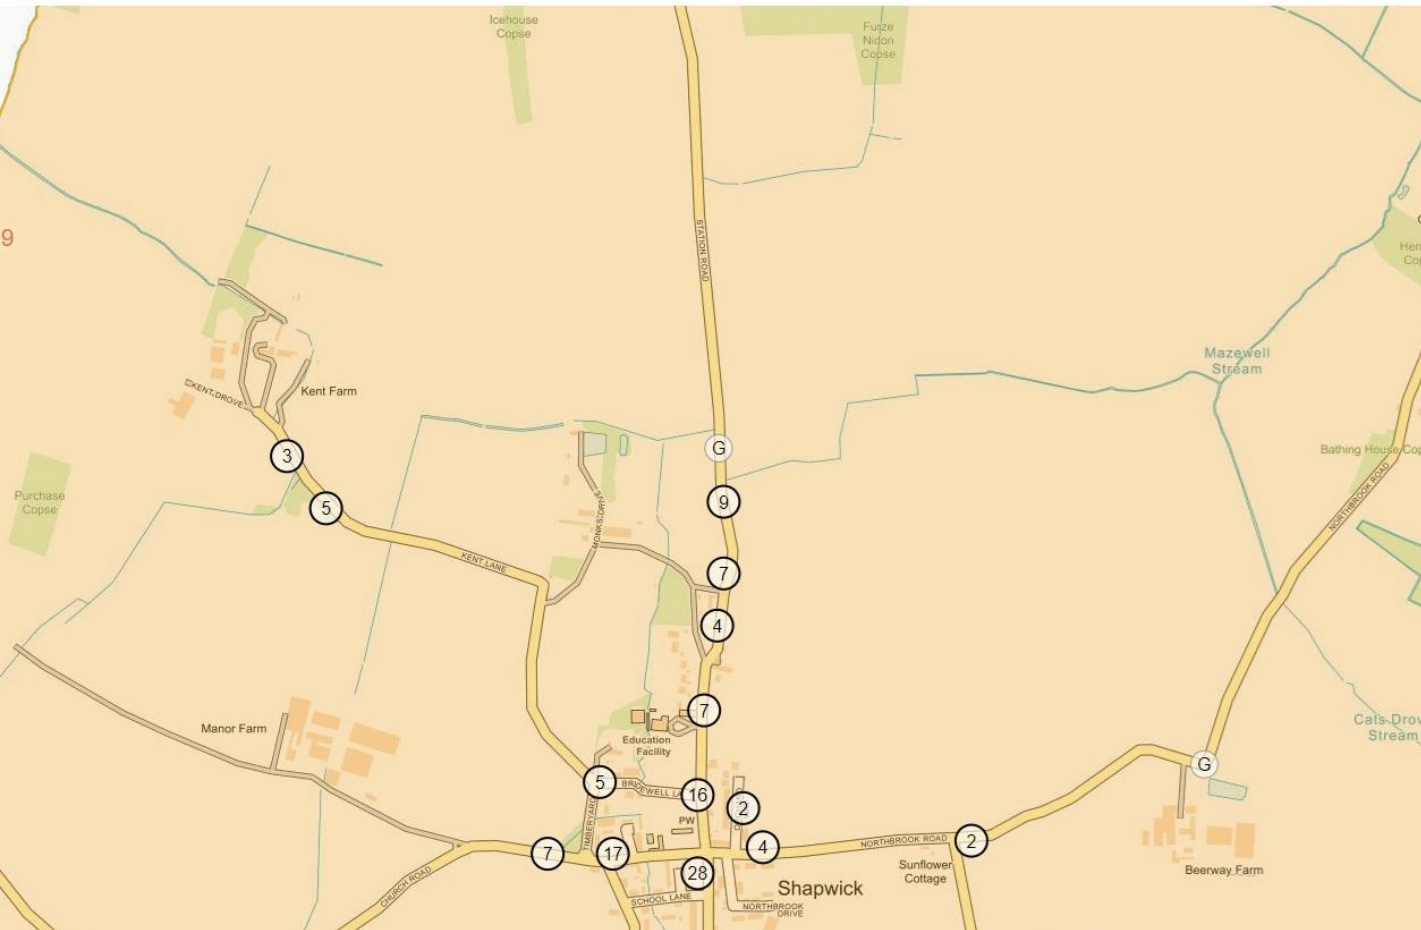 Icehouse
Copse
Furze
Nidon
Copse
9
STATION ROAD
Mazewell
Stream
KENT DROVE
Kent Farm
G
3
Purchase
Copse
5
9
MONKS DRIVE
Bathing House Cop
NORTHBROOK ROAD
KENT LANE
7
4
Manor Farm
7
Education
Facility
Cats Drov
Stream
G
5
BRIDEWELL LA
16
2
TIMBERYARD
PW
7
17
28
4
NORTHBROOK ROAD
2
Sunflower
Cottage
Beerway Farm
CHURCH ROAD
SCHOOL LANE
Shapwick
NORTHBROOK
DRIVE